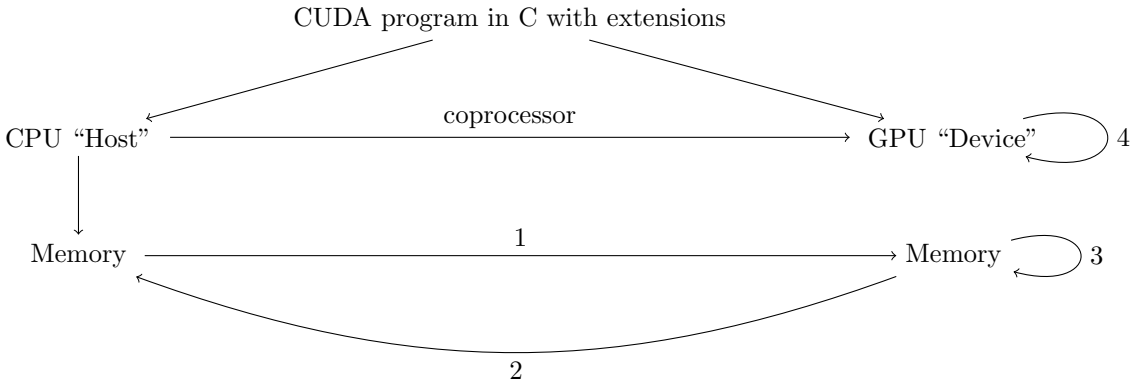 CUDA program in C with extensions
coprocessor
CPU “Host”
GPU “Device”
4
1
Memory
Memory
3
2